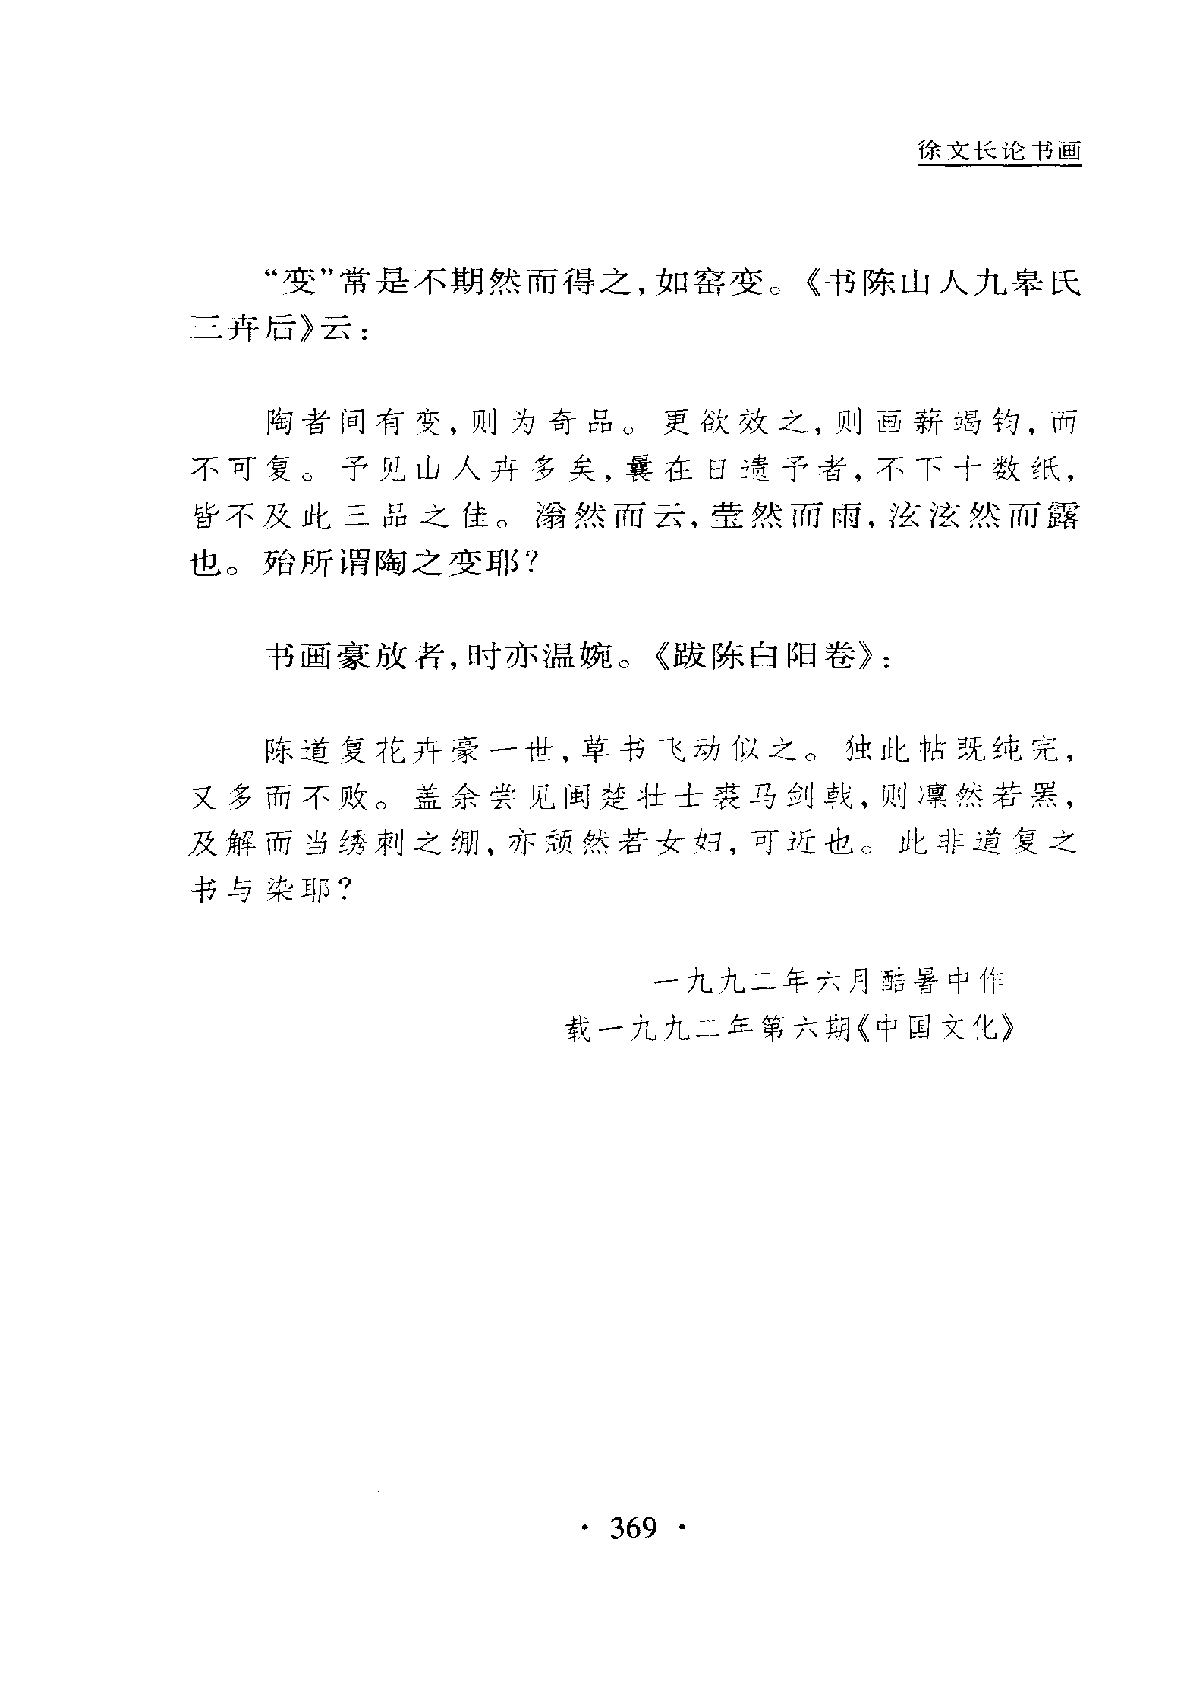 徐文长论书画
“变”常是不期然而得之，如窑变。《书陈山人九皋氏
三卉后》云：
陶者间有变，则为奇品。更欲效之，则画薪竭钧，而
不可复。予见山人卉多矣，曩在日遗予者，不下十数纸，
皆不及此三品之佳。滃然而云，莹然而雨，泫泫然而露
也。殆所谓陶之变耶？
书画豪放者，时亦温婉。《跋陈白阳卷》：
陈道复花卉豪一世，草书飞动似之。独此帖既纯完，
又多而不败。盖余尝见闽楚壮士裘马剑戟，则凛然若罴，
及解而当绣刺之绷，亦颓然若女妇，可近也。此非道复之
书与染耶？
一九九二年六月酷暑中作
载一九九二年第六期《中国文化》
· 369 ·